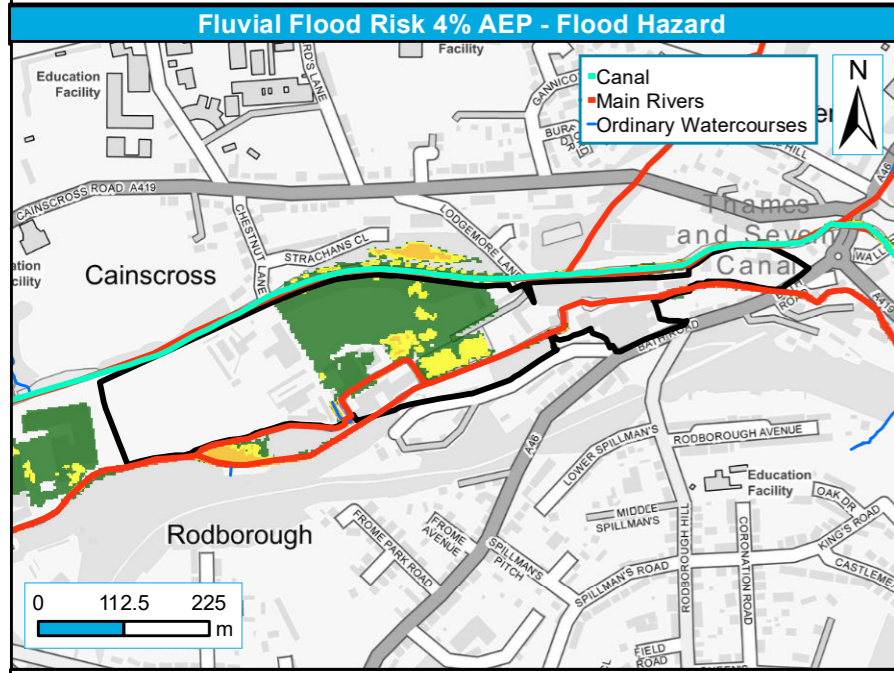 Fluvial Flood Risk 4% AEP - Flood Hazard
Canal
Main Rivers
Ordinary Watercourses
N
Education
Facility
Facility
CAINSCROSS ROAD A419
CHESTNUT LANE
STRACHANS CL
LODGEMORE LANE
Cainscross
Thames
and Severn
Canal
A46
A419
BATH ROAD
A46
Rodborough
LOWER SPILLMAN'S
RODBOROUGH AVENUE
MIDDLE
SPILLMAN'S
Education
Facility
OAK DR
KING'S ROAD
FROME PARK ROAD
FROME
AVENUE
SPILLMAN'S
PITCH
SPILLMAN'S ROAD
RODBOROUGH HILL
CORONATION ROAD
CASTLEME
FIELD
ROAD
0 112.5 225
m